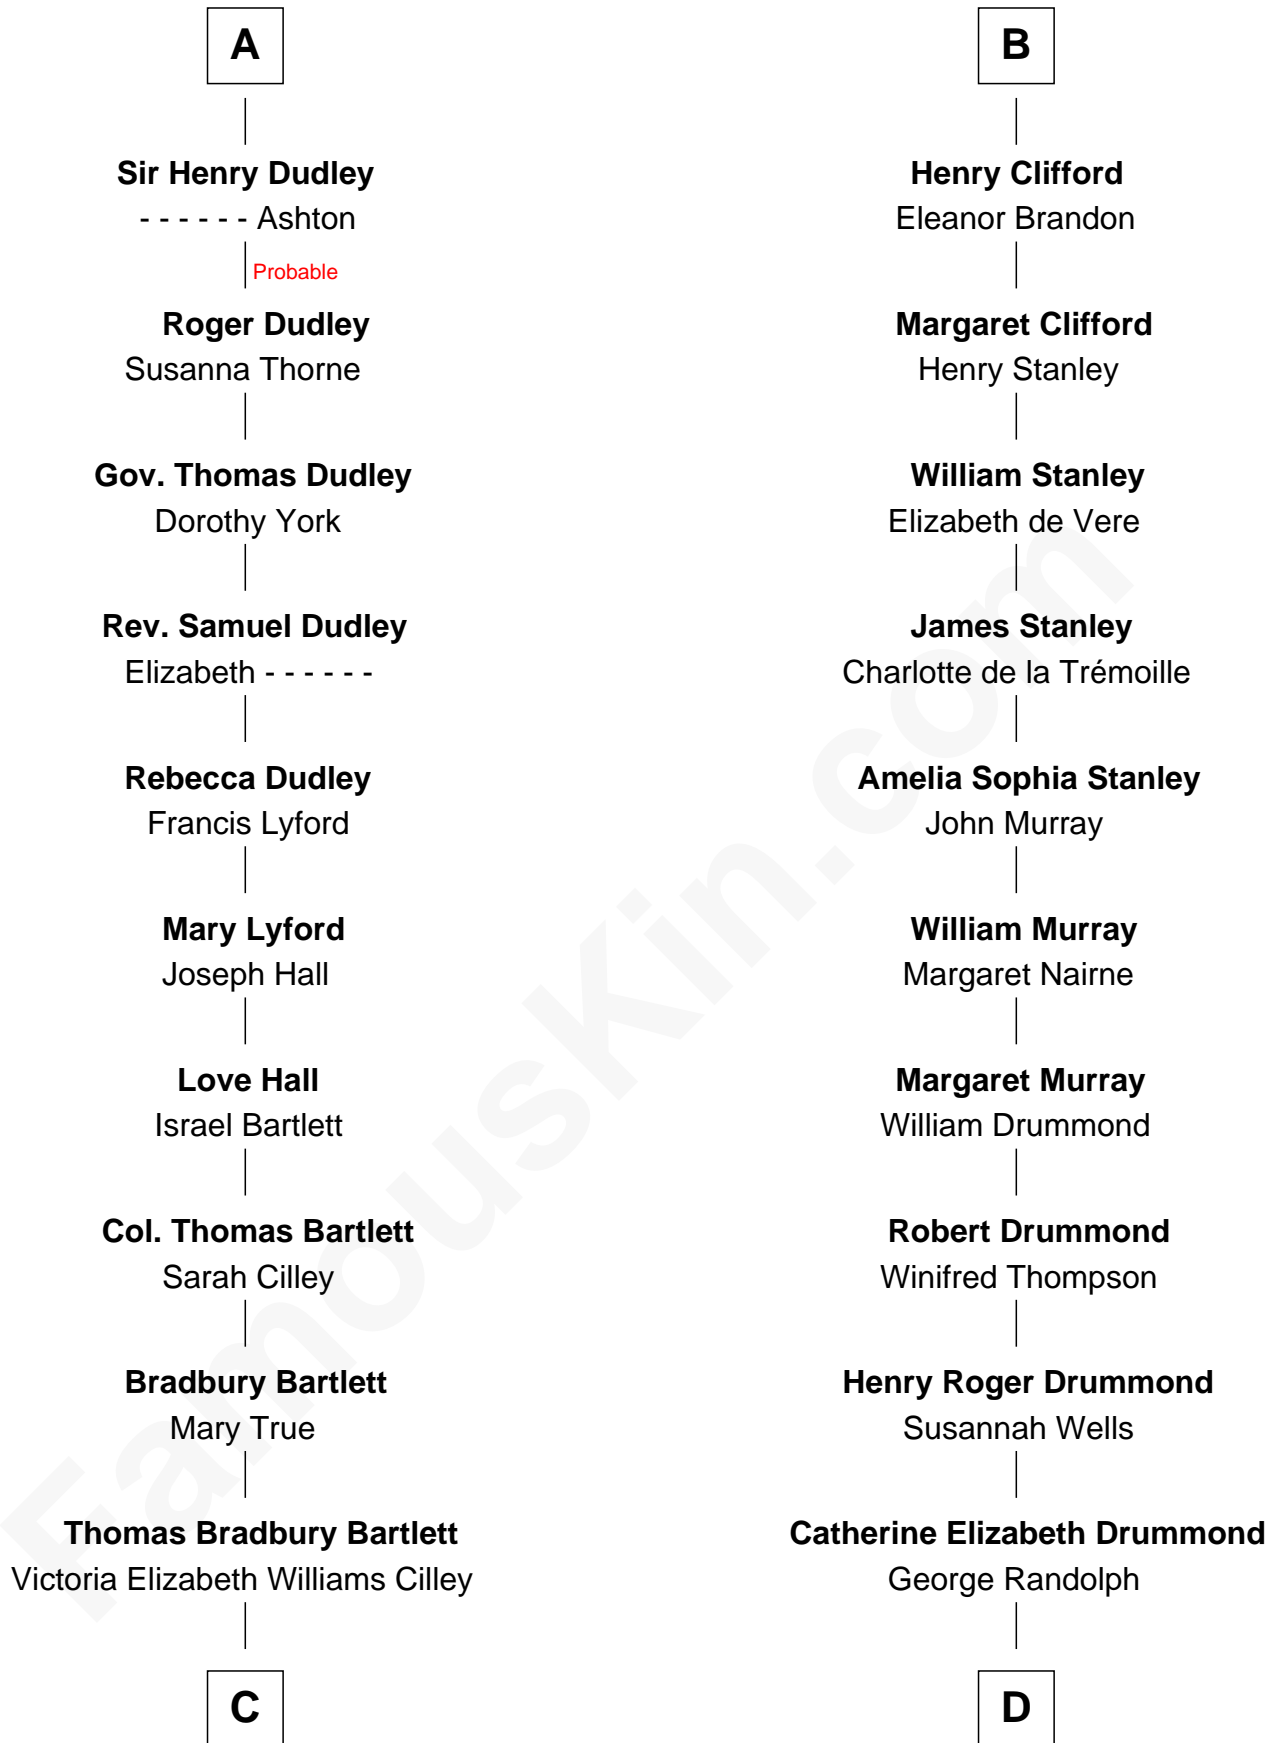 A
Sir Henry Dudley
- - - - - - Ashton
Probable
Roger Dudley
Susanna Thorne
Gov. Thomas Dudley
Dorothy York
Rev. Samuel Dudley
Elizabeth - - - - - -
Rebecca Dudley
Francis Lyford
Mary Lyford
Joseph Hall
Love Hall
Israel Bartlett
Col. Thomas Bartlett
Sarah Cilley
Bradbury Bartlett
Mary True
Thomas Bradbury Bartlett
Victoria Elizabeth Williams Cilley
C
B
Henry Clifford
Eleanor Brandon
Margaret Clifford
Henry Stanley
William Stanley
Elizabeth de Vere
James Stanley
Charlotte de la Trémoille
Amelia Sophia Stanley
John Murray
William Murray
Margaret Nairne
Margaret Murray
William Drummond
Robert Drummond
Winifred Thompson
Henry Roger Drummond
Susannah Wells
Catherine Elizabeth Drummond
George Randolph
D
FamousKin.com